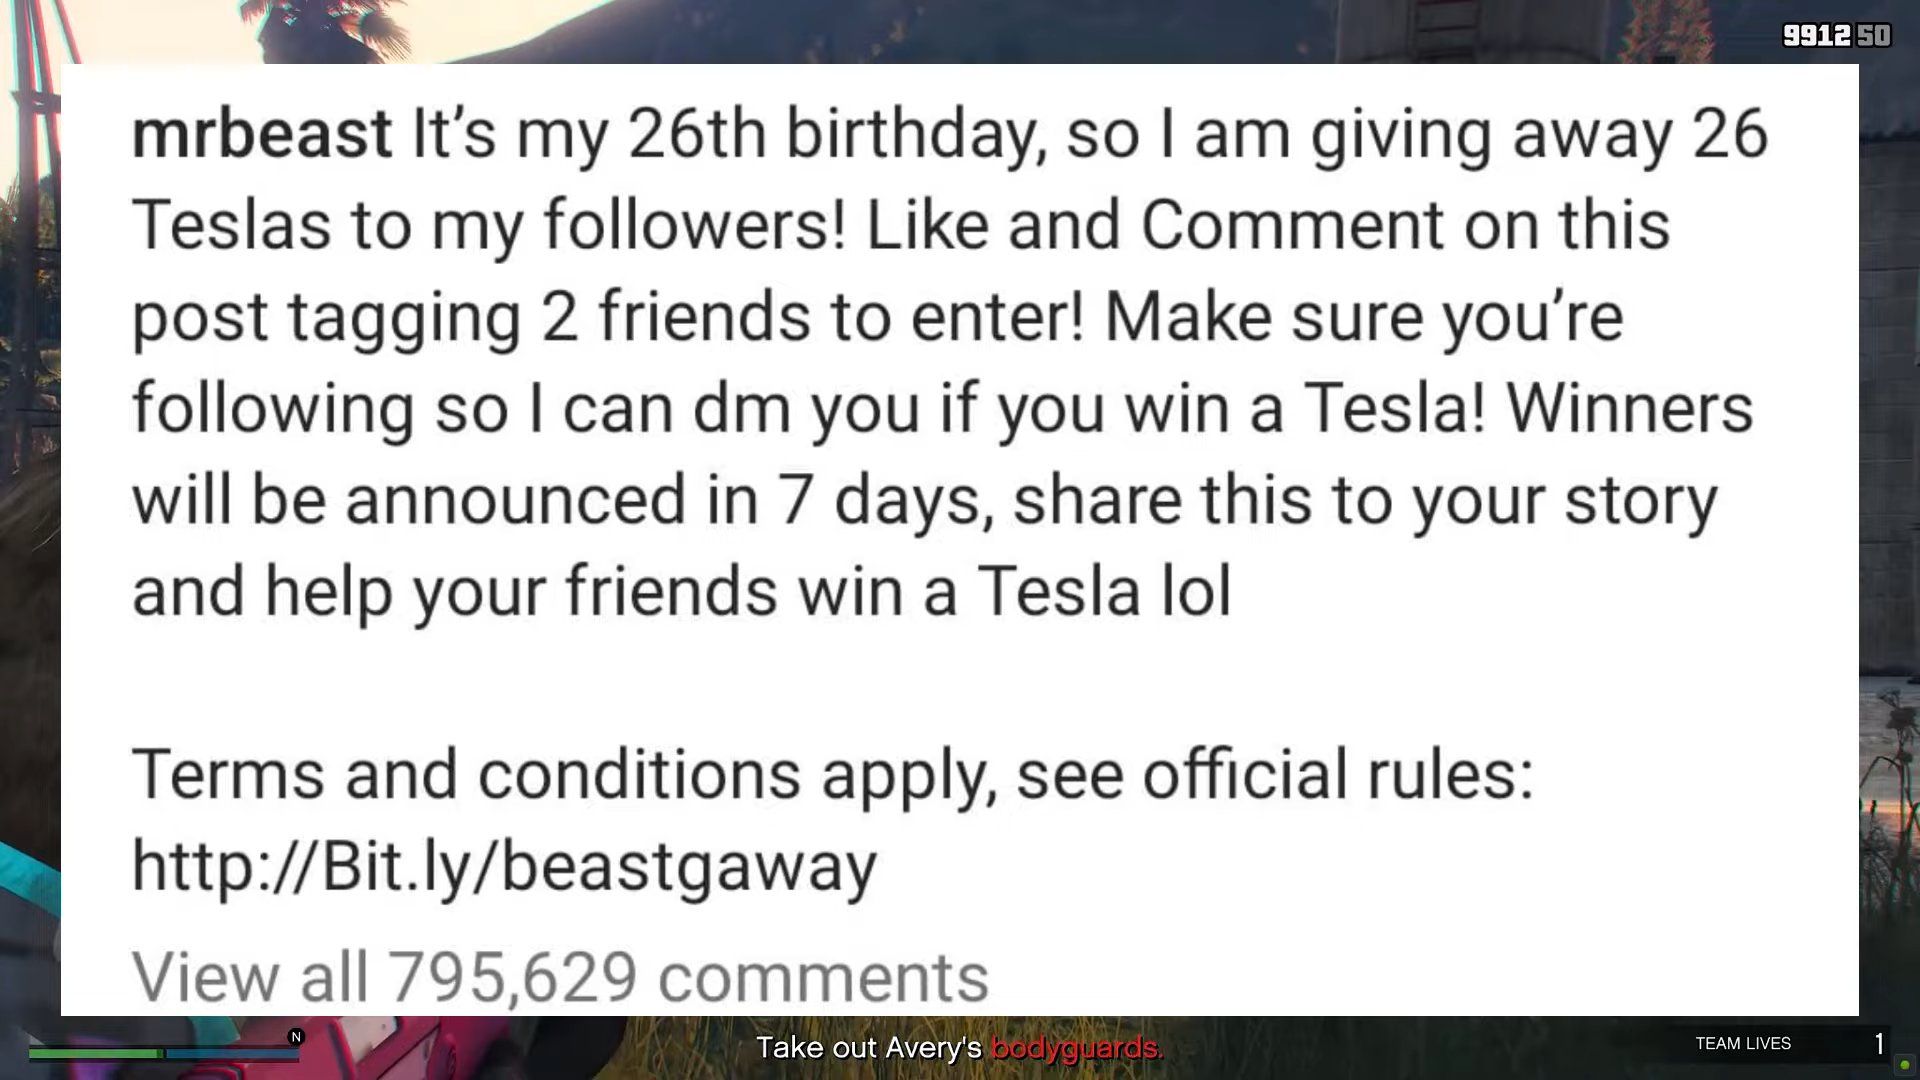 9912 50
mrbeast It’s my 26th birthday, so I am giving away 26
Teslas to my followers! Like and Comment on this
post tagging 2 friends to enter! Make sure you’re
following so I can dm you if you win a Tesla! Winners
will be announced in 7 days, share this to your story
and help your friends win a Tesla lol
Terms and conditions apply, see official rules:
http://Bit.ly/beastgaway
View all 795,629 comments
N
Take out Avery's bodyguards.
TEAM LIVES 1